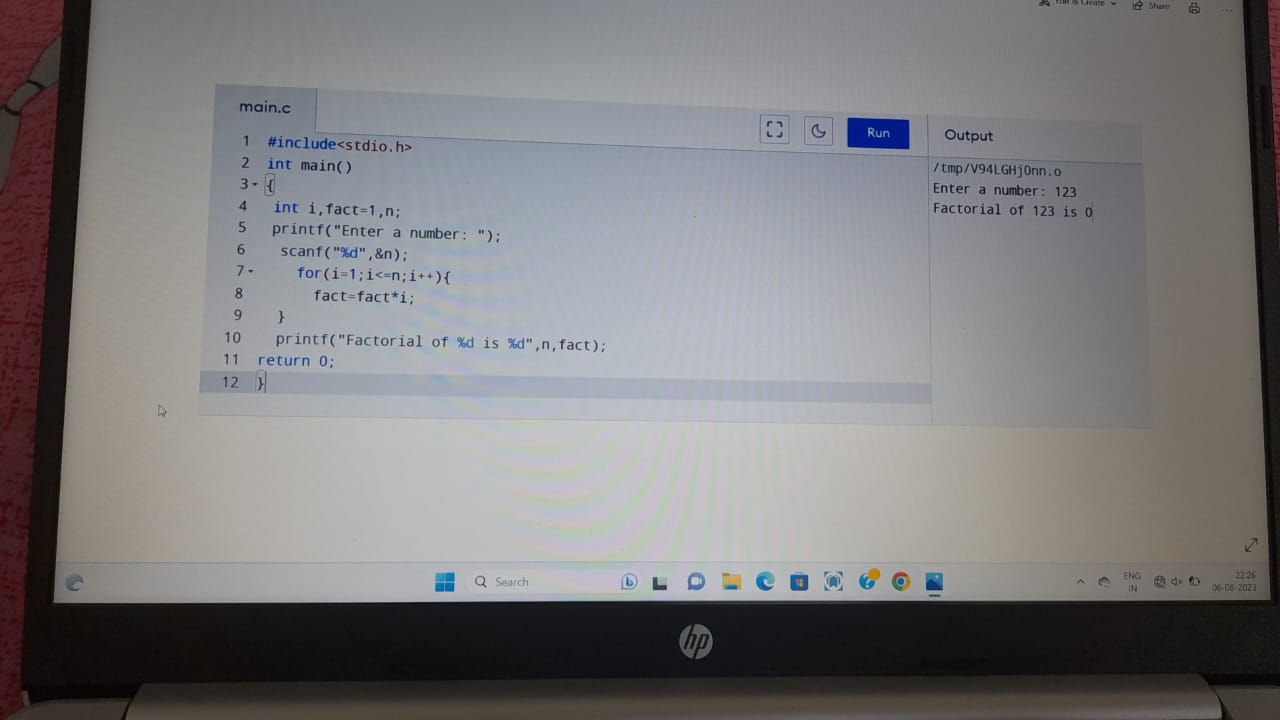 Edit & Create
Share
main.c
Run
Output
1 #include<stdio.h>
2 int main()
3 {
4 int i,fact=1,n;
5 printf("Enter a number: ");
6 scanf("%d",&n);
7 for(i=1;i<=n;i++){
8 fact=fact*i;
9 }
10 printf("Factorial of %d is %d",n,fact);
11 return 0;
12 }
/tmp/V94LGHjOnn.o
Enter a number: 123
Factorial of 123 is 0
Search
ENG
IN
22:26
06-08-2023
hp